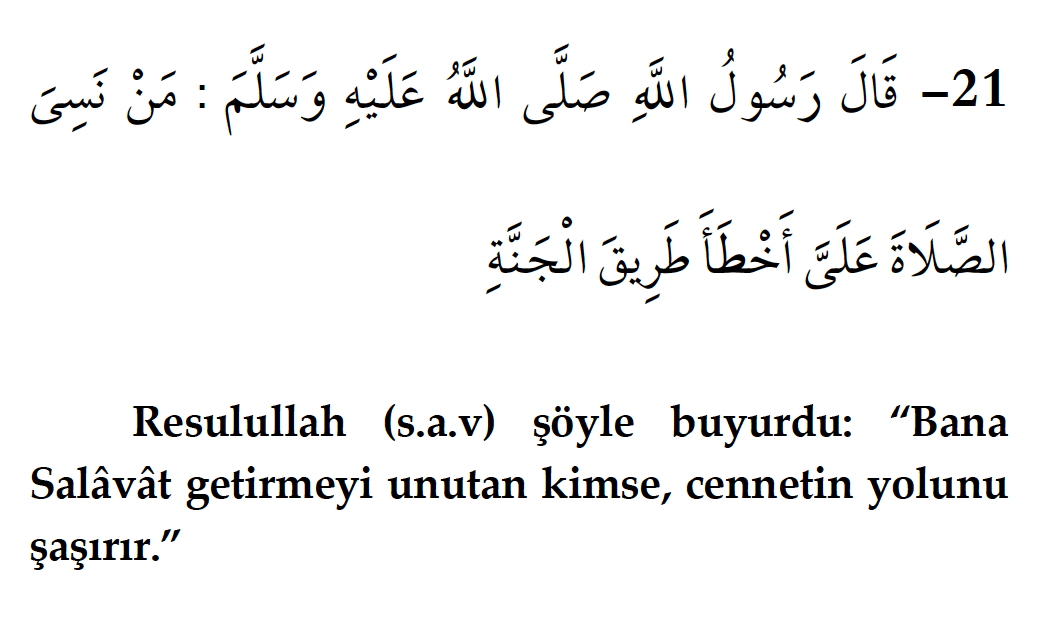 21– قَالَ رَسُولُ اللَّهِ صَلَّى اللَّهُ عَلَيْهِ وَسَلَّمَ : مَنْ نَسِىَ
الصَّلَاةَ عَلَىَّ أَخْطَأَ طَرِيقَ الْجَنَّةِ
Resulullah (s.a.v) şöyle buyurdu: “Bana
Salâvât getirmeyi unutan kimse, cennetin yolunu
şaşırır.”